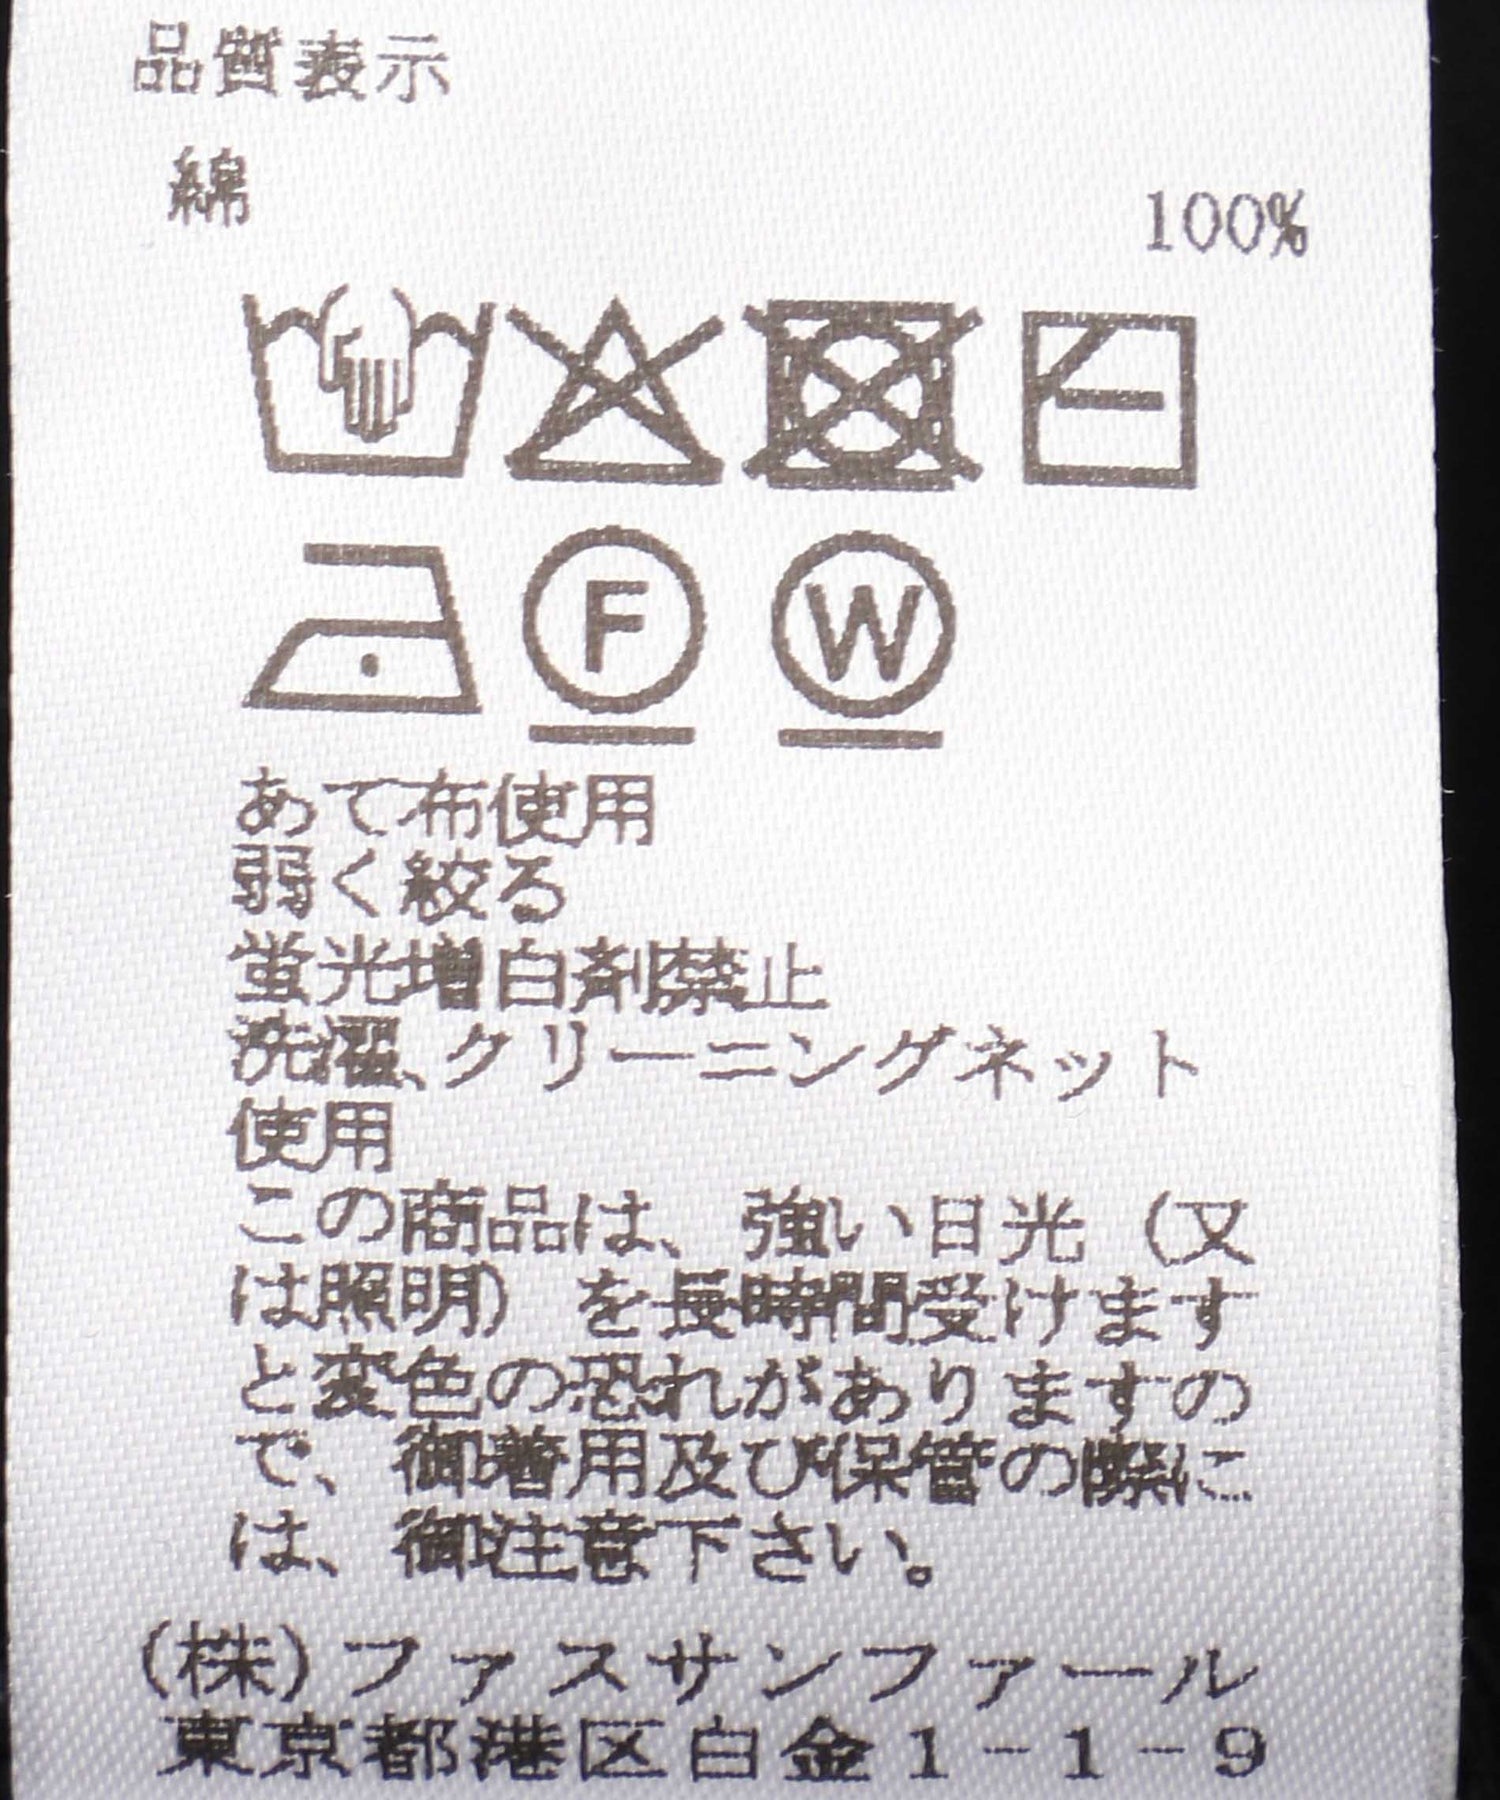 品質表示
綿 100%
F W
あて布使用
弱く絞る
蛍光増白剤禁止
洗濯、クリーニングネット
使用
この商品は、強い日光（又
は照明）を長時間受けます
と変色の恐れがありますの
で、御着用及び保管の際に
は、御注意下さい。
(株)ファスサンファール
東京都港区白金1-1-9